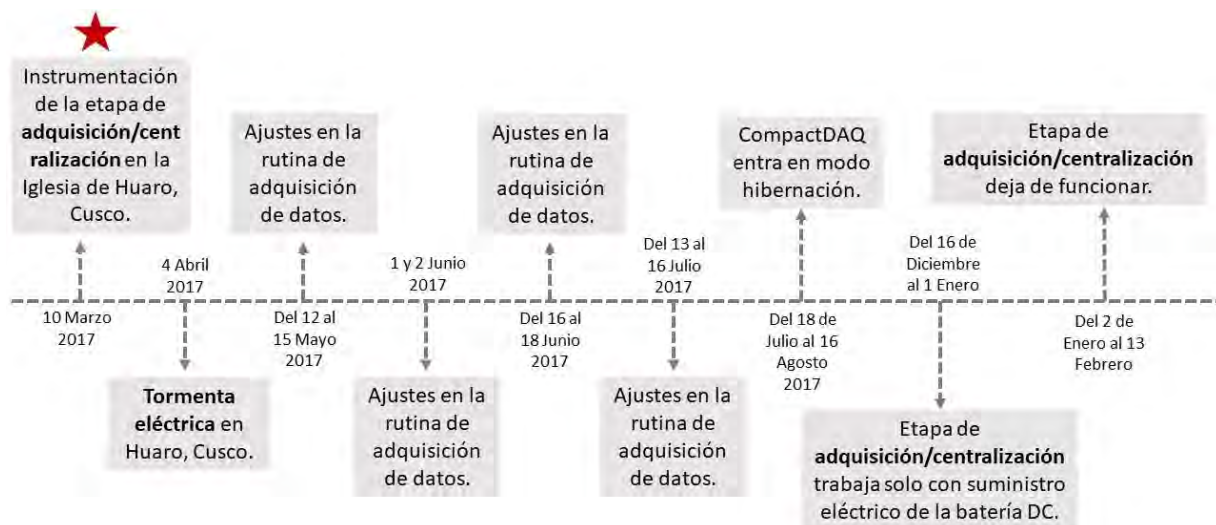 Instrumentación
de la etapa de
adquisición/cent
ralización en la
Iglesia de Huaro,
Cusco.
10 Marzo
2017
4 Abril
2017
Tormenta
eléctrica en
Huaro, Cusco.
Ajustes en la
rutina de
adquisición
de datos.
Del 12 al
15 Mayo
2017
1 y 2 Junio
2017
Ajustes en la
rutina de
adquisición
de datos.
Ajustes en la
rutina de
adquisición
de datos.
Del 16 al
18 Junio
2017
Del 13 al
16 Julio
2017
Ajustes en la
rutina de
adquisición
de datos.
CompactDAQ
entra en modo
hibernación.
Del 18 de
Julio al 16
Agosto
2017
Del 16 de
Diciembre
al 1 Enero
Etapa de
adquisición/centralización
trabaja solo con suministro
eléctrico de la batería DC.
Etapa de
adquisición/centralización
deja de funcionar.
Del 2 de
Enero al 13
Febrero